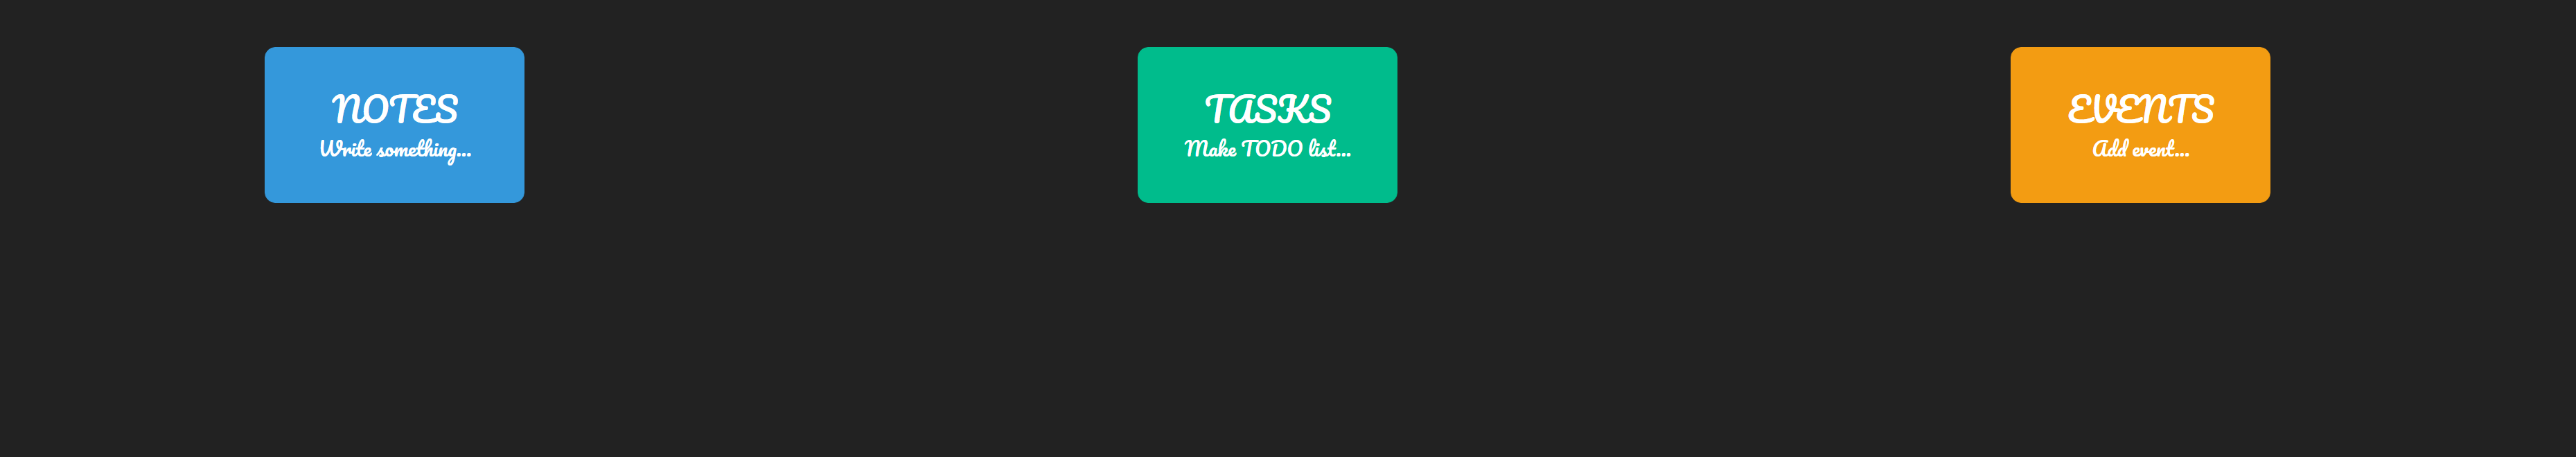 NOTES
Write something...
TASKS
Make TODO list...
EVENTS
Add event...